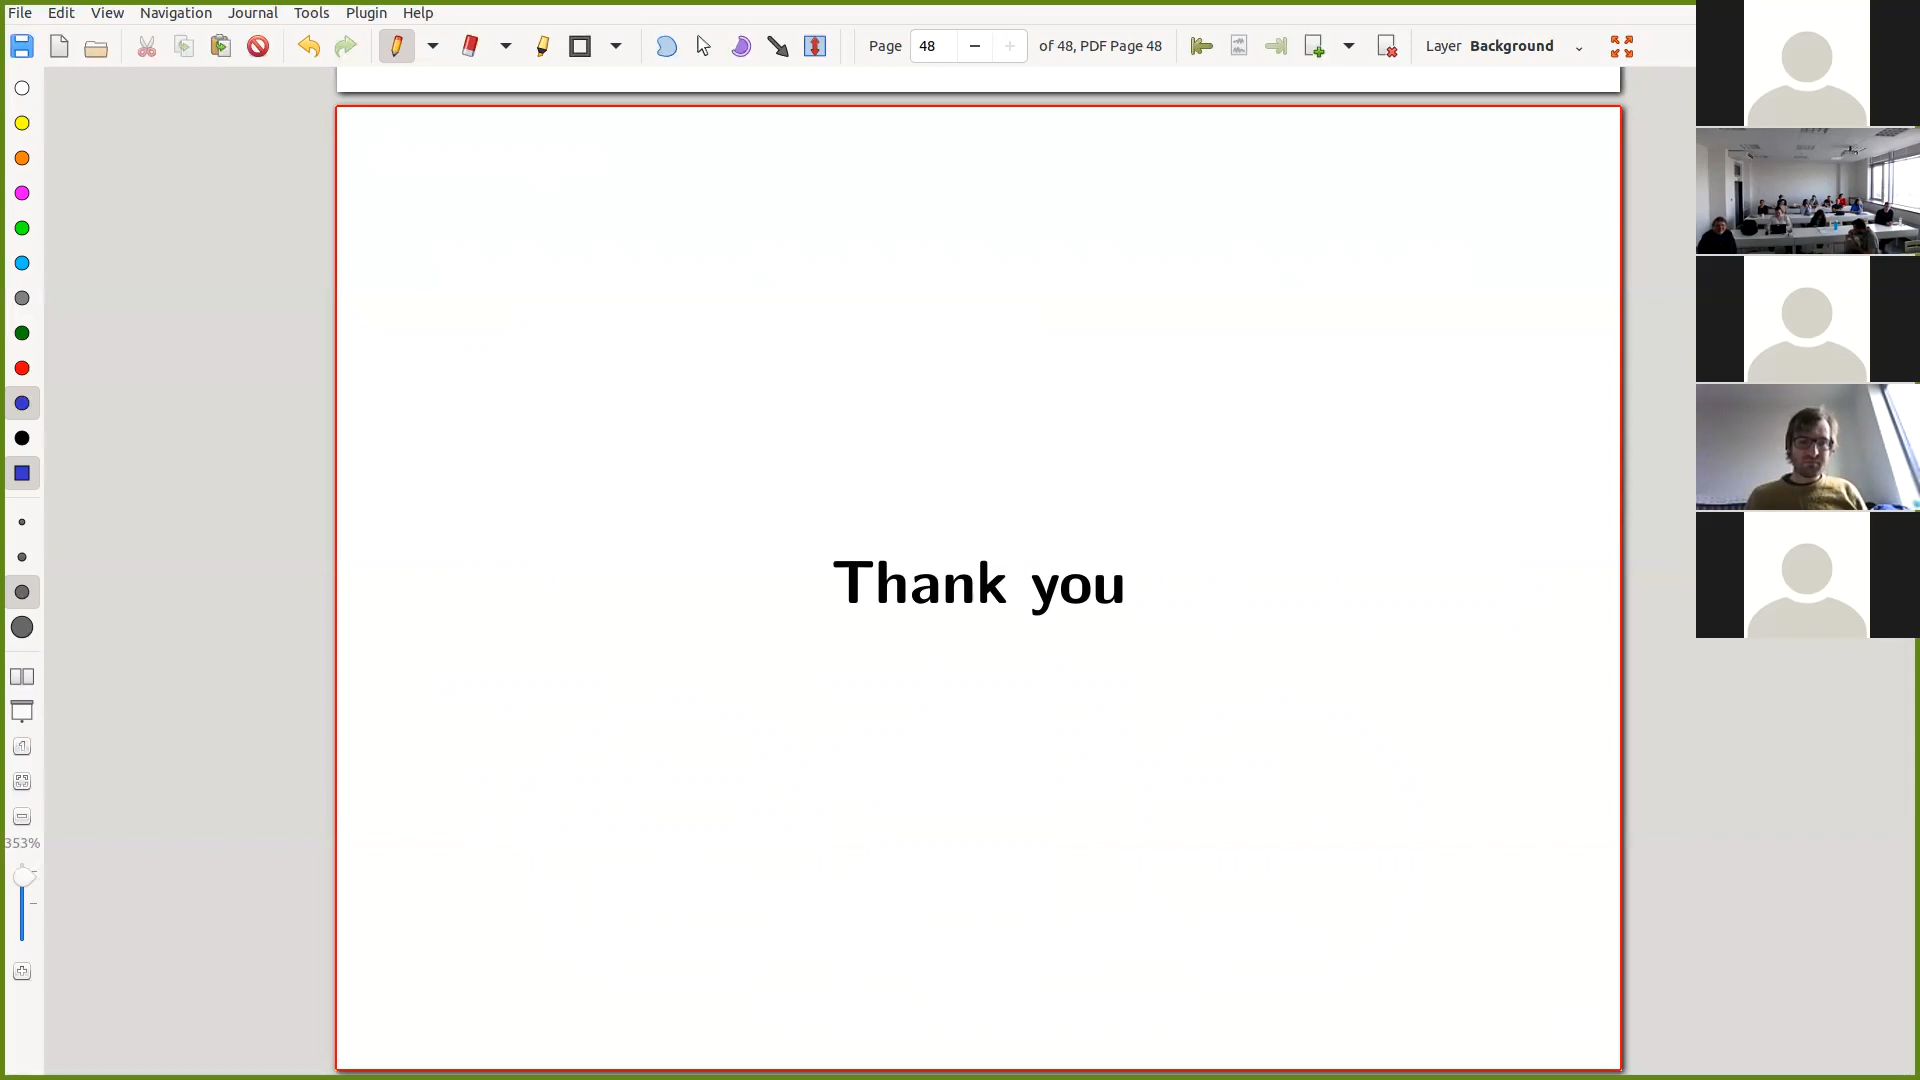 File Edit View Navigation Journal Tools Plugin Help
Page 48 of 48, PDF Page 48 Layer Background
353%
Thank you